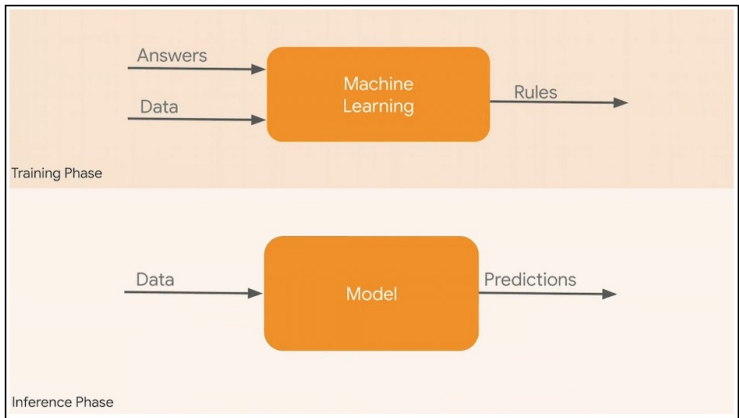 Answers
Data
Machine
Learning
Rules
Training Phase
Data
Model
Predictions
Inference Phase